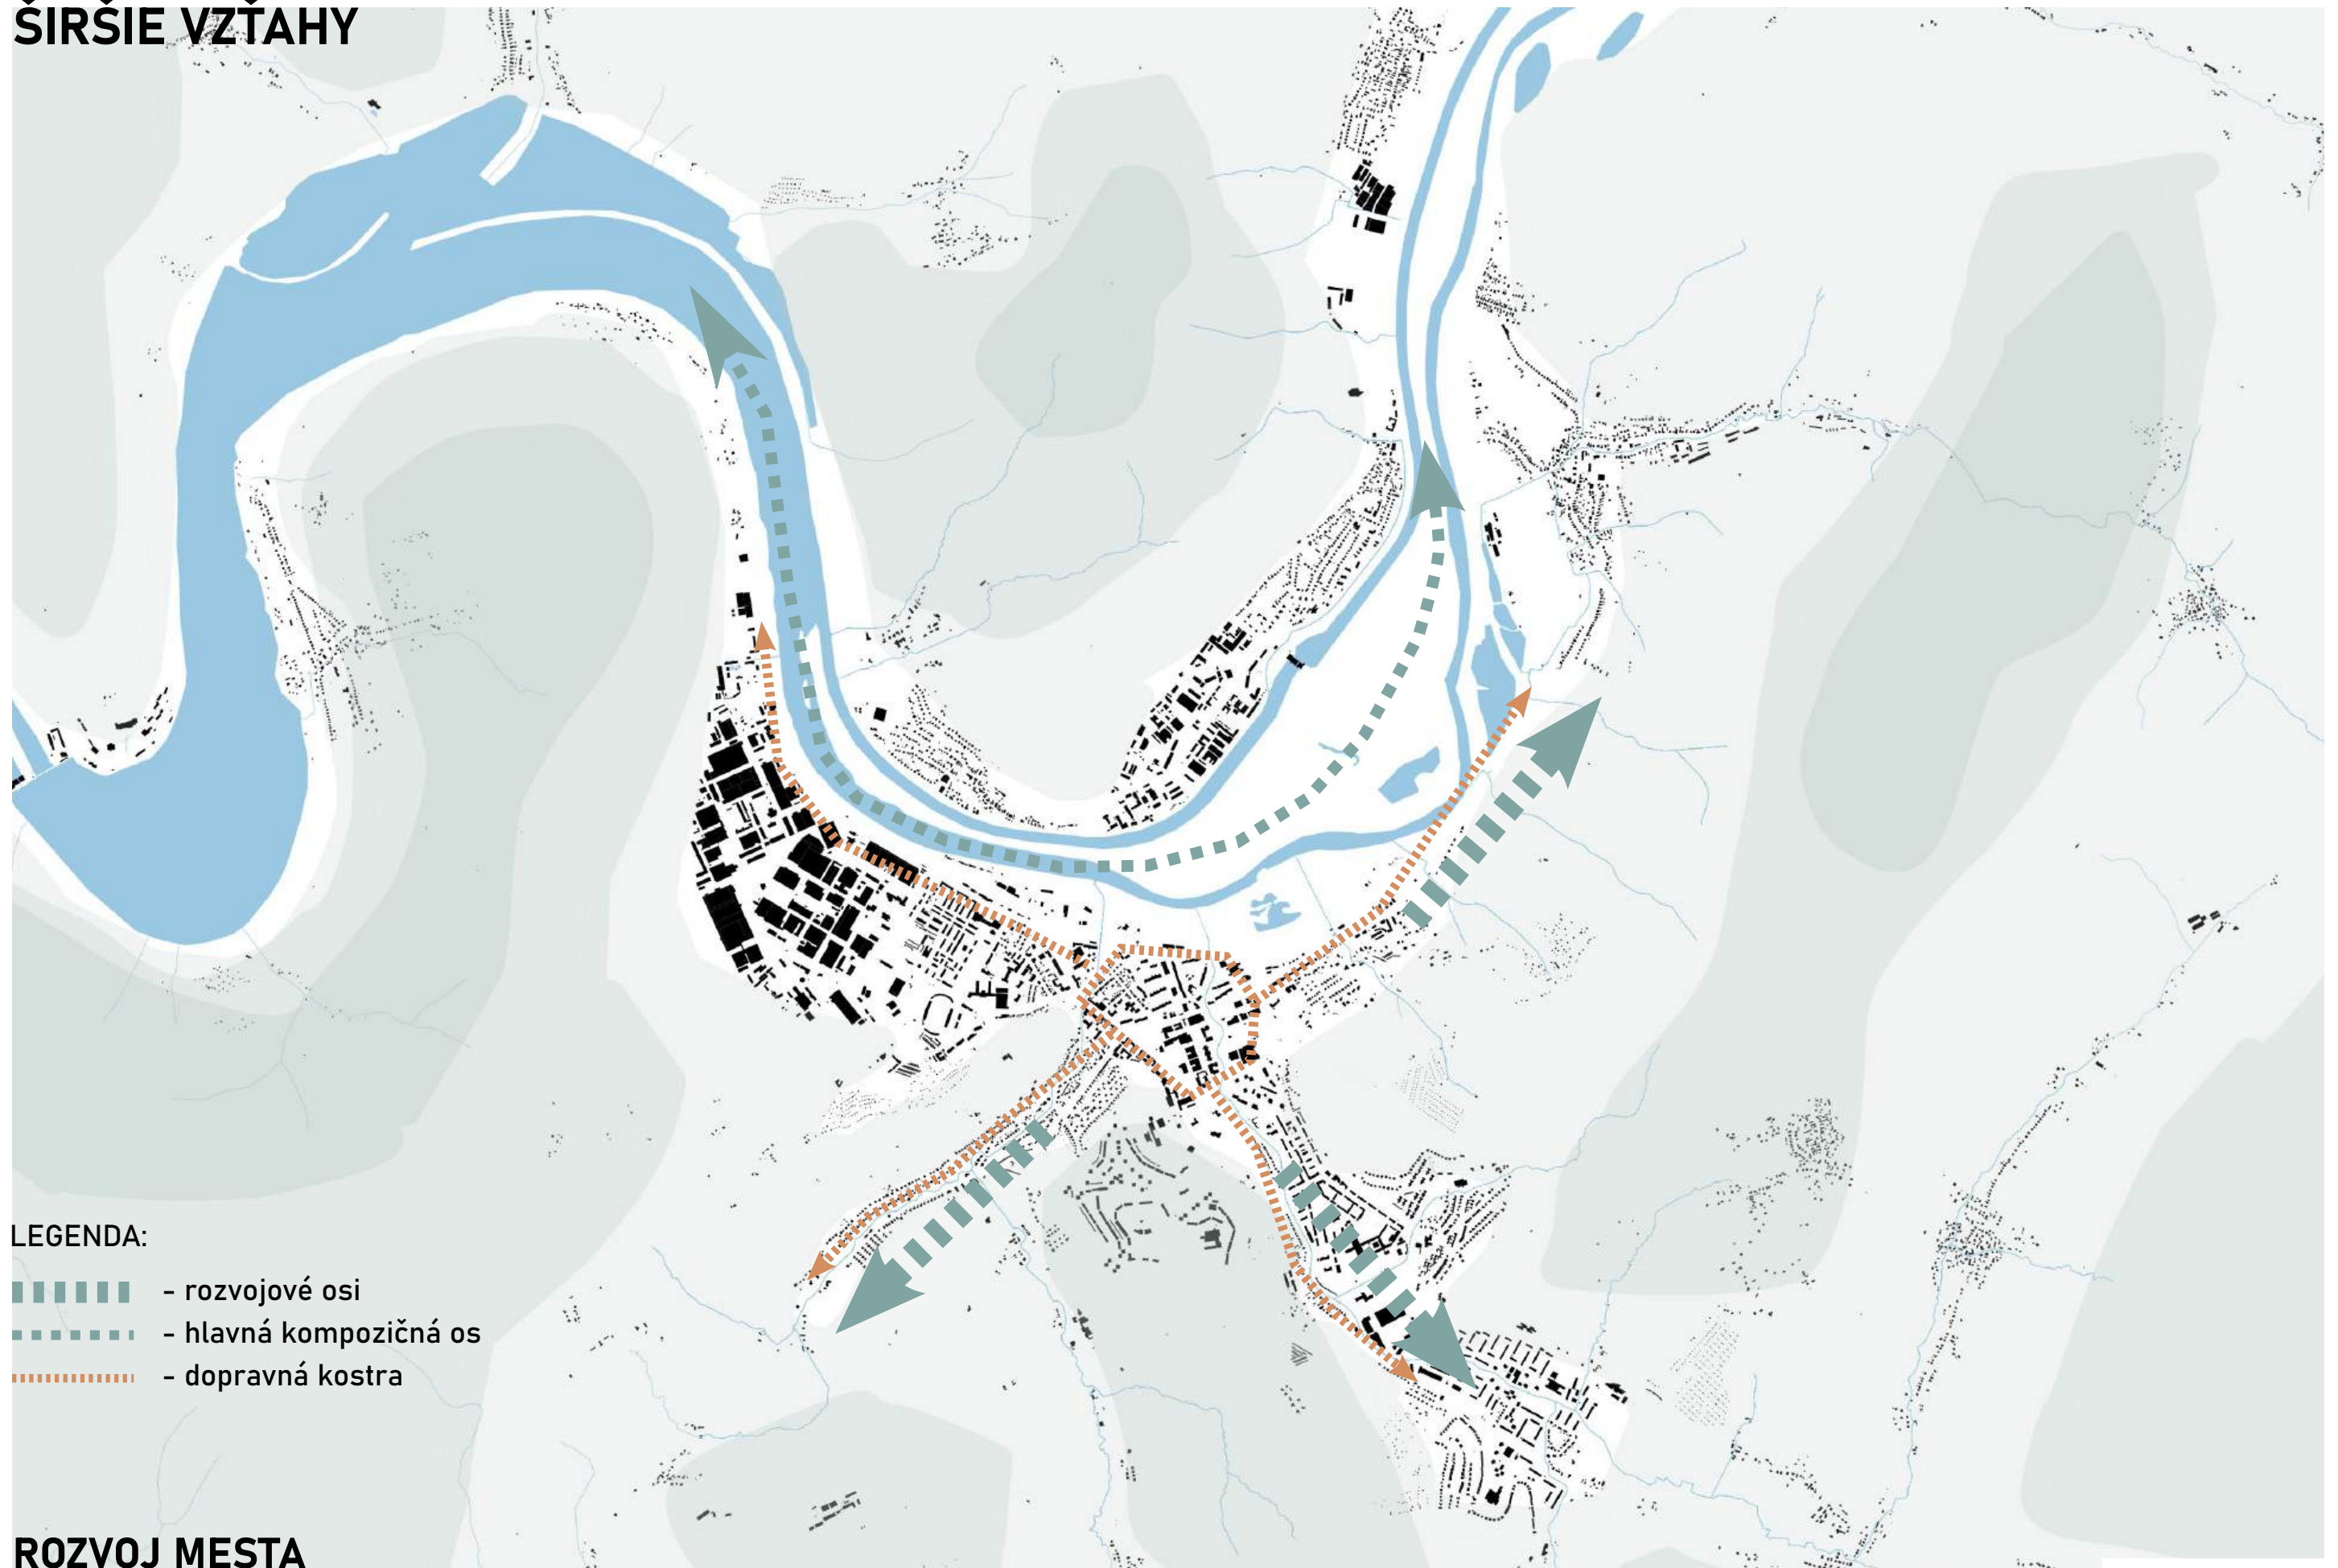 ŠIRŠIE VZŤAHY
LEGENDA:
- rozvojové osi
- hlavná kompozičná os
- dopravná kostra
ROZVOJ MESTA